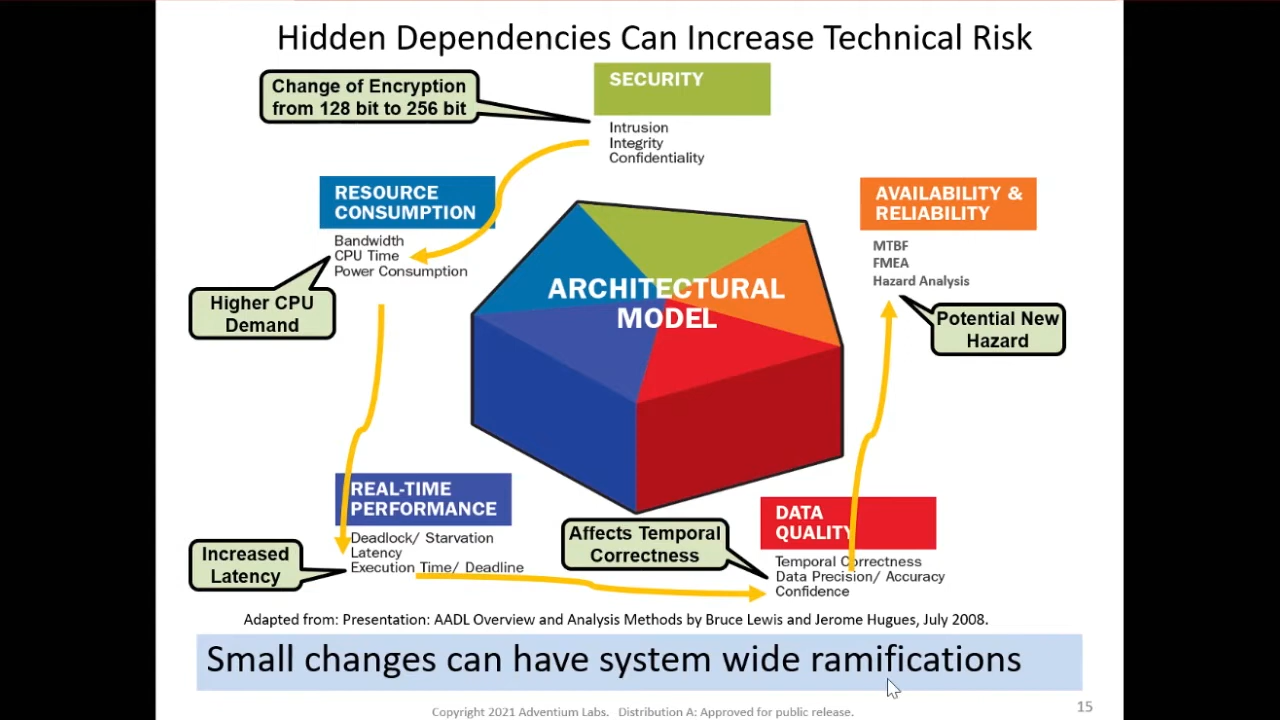 Hidden Dependencies Can Increase Technical Risk
Change of Encryption
from 128 bit to 256 bit
SECURITY
Intrusion
Integrity
Confidentiality
RESOURCE
CONSUMPTION
Bandwidth
CPU Time
Power Consumption
Higher CPU
Demand
AVAILABILITY &
RELIABILITY
MTBF
FMEA
Hazard Analysis
Potential New
Hazard
ARCHITECTURAL
MODEL
REAL-TIME
PERFORMANCE
Deadlock/ Starvation
Latency
Execution Time/ Deadline
Increased
Latency
Affects Temporal
Correctness
DATA
QUALITY
Temporal Correctness
Data Precision/ Accuracy
Confidence
Adapted from: Presentation: AADL Overview and Analysis Methods by Bruce Lewis and Jerome Hugues, July 2008.
Small changes can have system wide ramifications
Copyright 2021 Adventium Labs. Distribution A: Approved for public release.
15